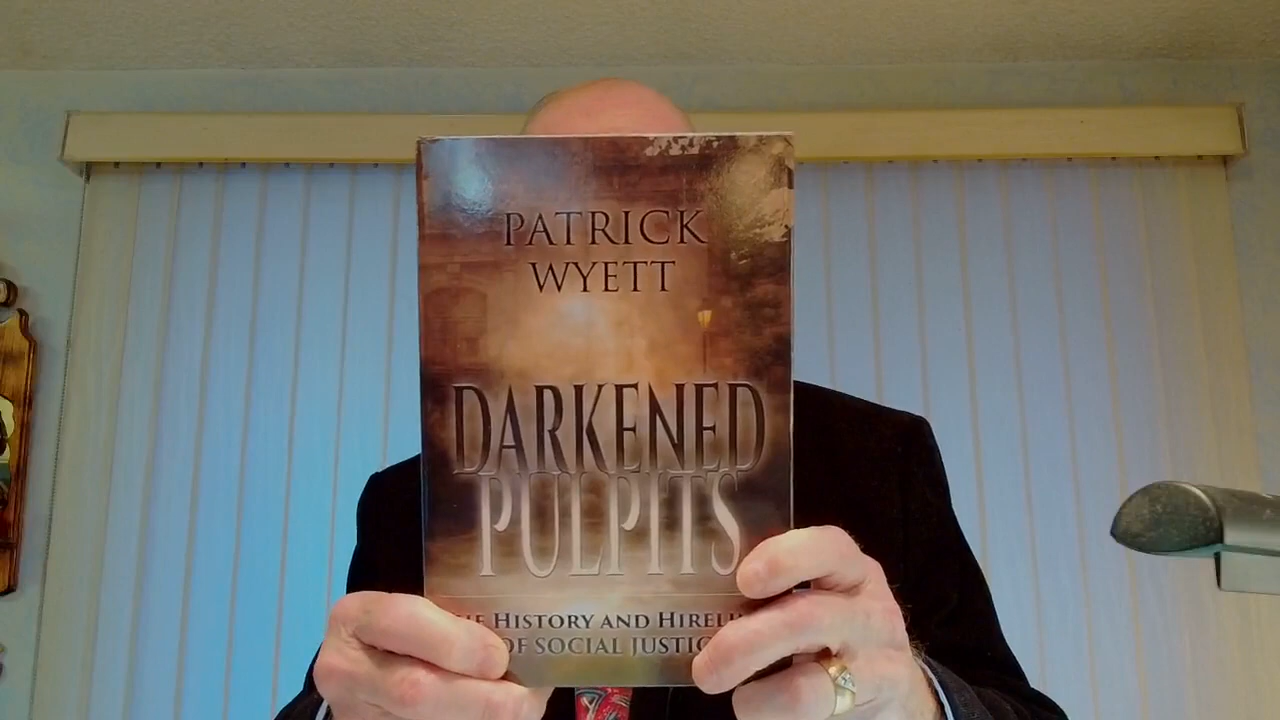 PATRICK
WYETT
DARKENED
PULPITS
HISTORY AND
OF SOCIAL